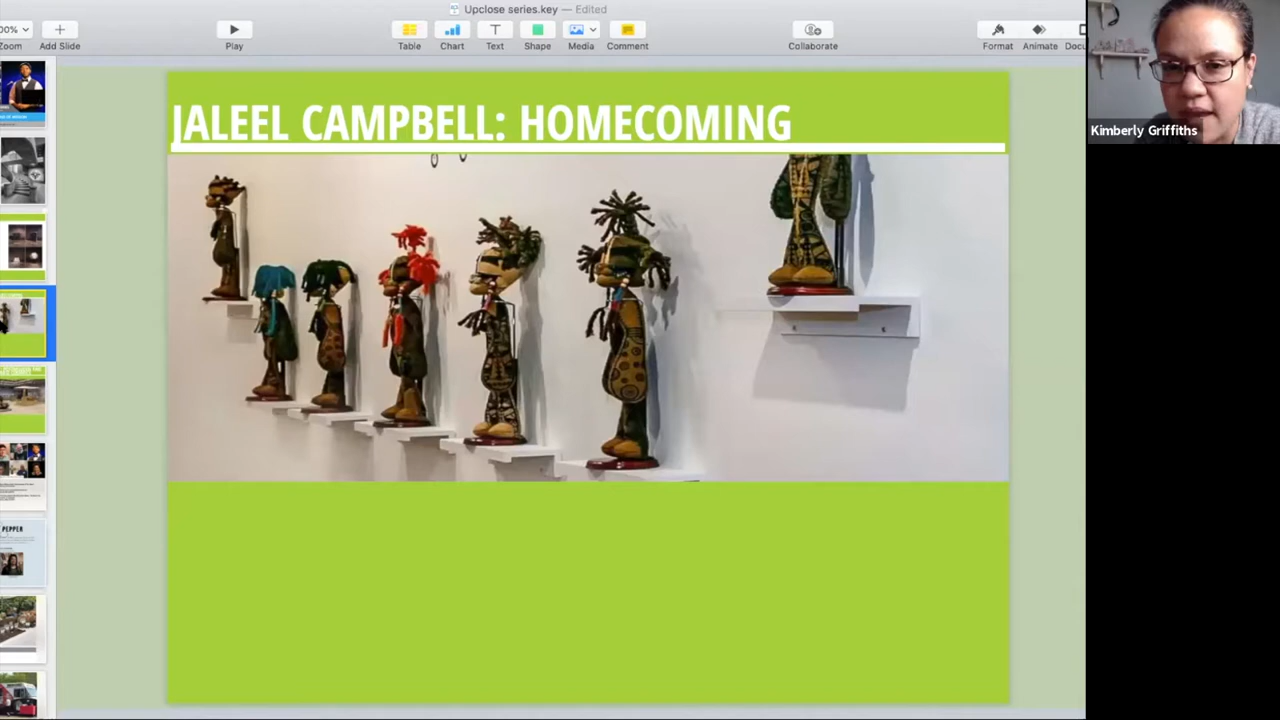 Upclose series.key — Edited
00%
Zoom
Add Slide
Play
Table
Chart
Text
Shape
Media
Comment
Collaborate
Format
Animate
Docu
Kimberly Griffiths
JALEEL CAMPBELL: HOMECOMING
PEPPER